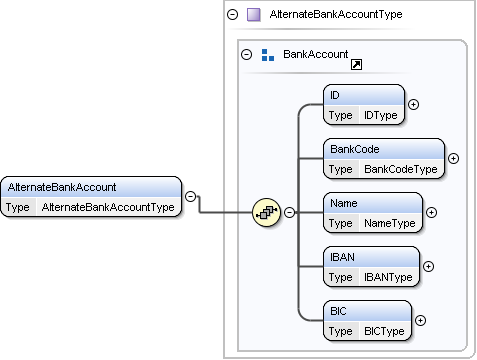 AlternateBankAccountType
BankAccount
ID
Type IDType
BankCode
Type BankCodeType
AlternateBankAccount
Type AlternateBankAccountType
Name
Type NameType
IBAN
Type IBANType
BIC
Type BICType